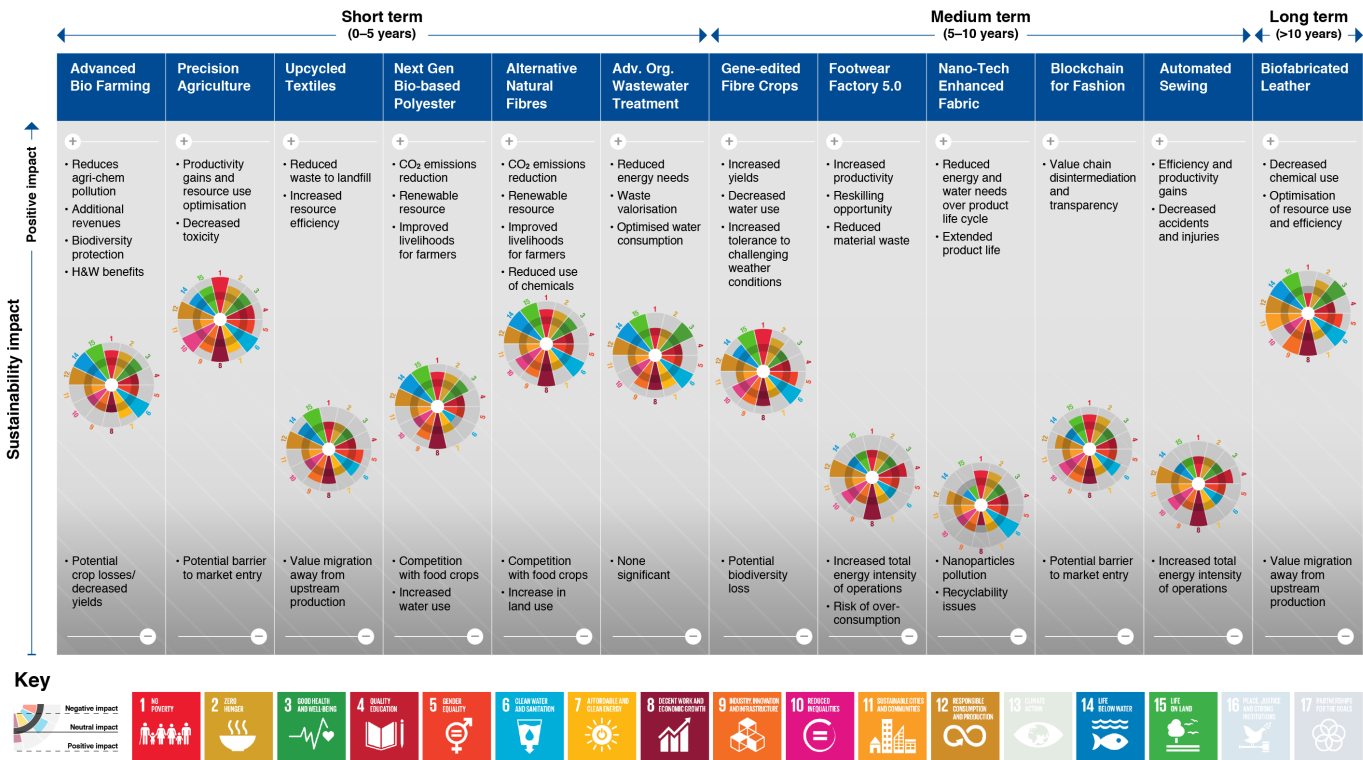 Short term
(0–5 years)
Medium term
(5–10 years)
Long term
(>10 years)
Advanced
Bio Farming
Precision
Agriculture
Upcycled
Textiles
Next Gen
Bio-based
Polyester
Alternative
Natural
Fibres
Adv. Org.
Wastewater
Treatment
Gene-edited
Fibre Crops
Footwear
Factory 5.0
Nano-Tech
Enhanced
Fabric
Blockchain
for Fashion
Automated
Sewing
Biofabricated
Leather
Sustainability impact
Positive impact
• Reduces
agri-chem
pollution
• Additional
revenues
• Biodiversity
protection
• H&W benefits
• Productivity
gains and
resource use
optimisation
• Decreased
toxicity
• Reduced
waste to landfill
• Increased
resource
efficiency
• CO₂ emissions
reduction
• Renewable
resource
• Improved
livelihoods
for farmers
• CO₂ emissions
reduction
• Renewable
resource
• Improved
livelihoods
for farmers
• Reduced use
of chemicals
• Reduced
energy needs
• Waste
valorisation
• Optimised water
consumption
• Increased
yields
• Decreased
water use
• Increased
tolerance to
challenging
weather
conditions
• Increased
productivity
• Reskilling
opportunity
• Reduced
material waste
• Reduced
energy and
water needs
over product
life cycle
• Extended
product life
• Value chain
disintermediation
and
transparency
• Efficiency and
productivity
gains
• Decreased
accidents
and injuries
• Decreased
chemical use
• Optimisation
of resource use
and efficiency
• Potential
crop losses/
decreased
yields
• Potential barrier
to market entry
• Value migration
away from
upstream
production
• Competition
with food crops
• Increased
water use
• Competition
with food crops
• Increase in
land use
• None
significant
• Potential
biodiversity
loss
• Increased total
energy intensity
of operations
• Risk of over-
consumption
• Nanoparticles
pollution
• Recyclability
issues
• Potential barrier
to market entry
• Increased total
energy intensity
of operations
• Value migration
away from
upstream
production
Key
Negative impact
Neutral impact
Positive impact
1 NO
POVERTY
2 ZERO
HUNGER
3 GOOD HEALTH
AND WELL-BEING
4 QUALITY
EDUCATION
5 GENDER
EQUALITY
6 CLEAN WATER
AND SANITATION
7 AFFORDABLE AND
CLEAN ENERGY
8 DECENT WORK AND
ECONOMIC GROWTH
9 INDUSTRY, INNOVATION
AND INFRASTRUCTURE
10 REDUCED
INEQUALITIES
11 SUSTAINABLE CITIES
AND COMMUNITIES
12 RESPONSIBLE
CONSUMPTION
AND PRODUCTION
13 CLIMATE
ACTION
14 LIFE
BELOW WATER
15 LIFE
ON LAND
16 PEACE, JUSTICE
AND STRONG
INSTITUTIONS
17 PARTNERSHIPS
FOR THE GOALS